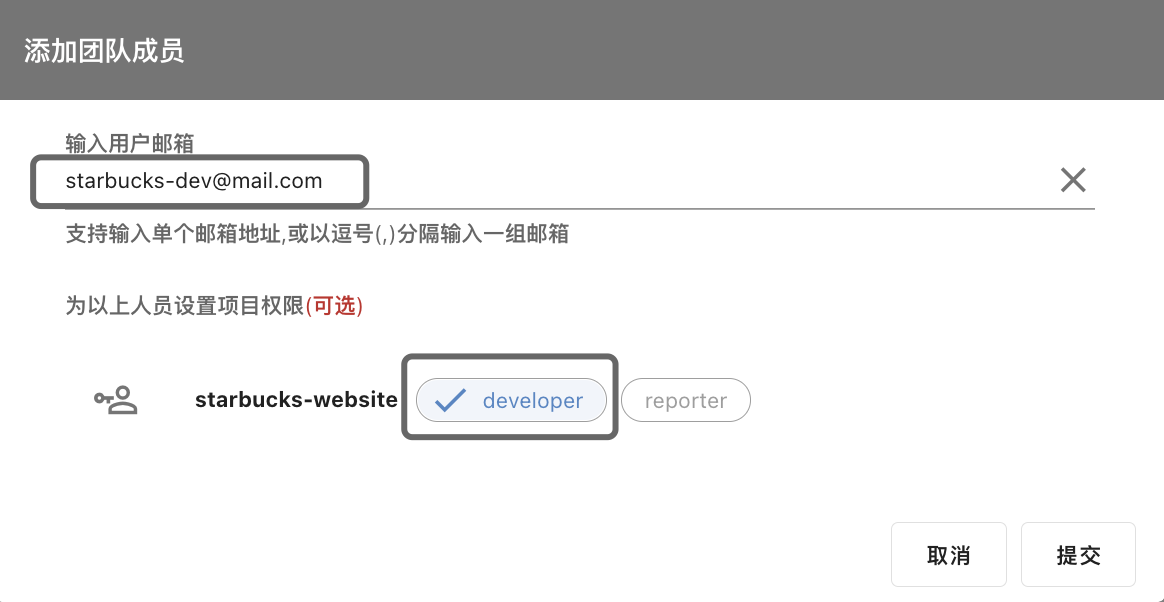 添加团队成员
输入用户邮箱
starbucks-dev@mail.com
支持输入单个邮箱地址,或以逗号(,)分隔输入一组邮箱
为以上人员设置项目权限(可选)
starbucks-website developer reporter
取消 提交